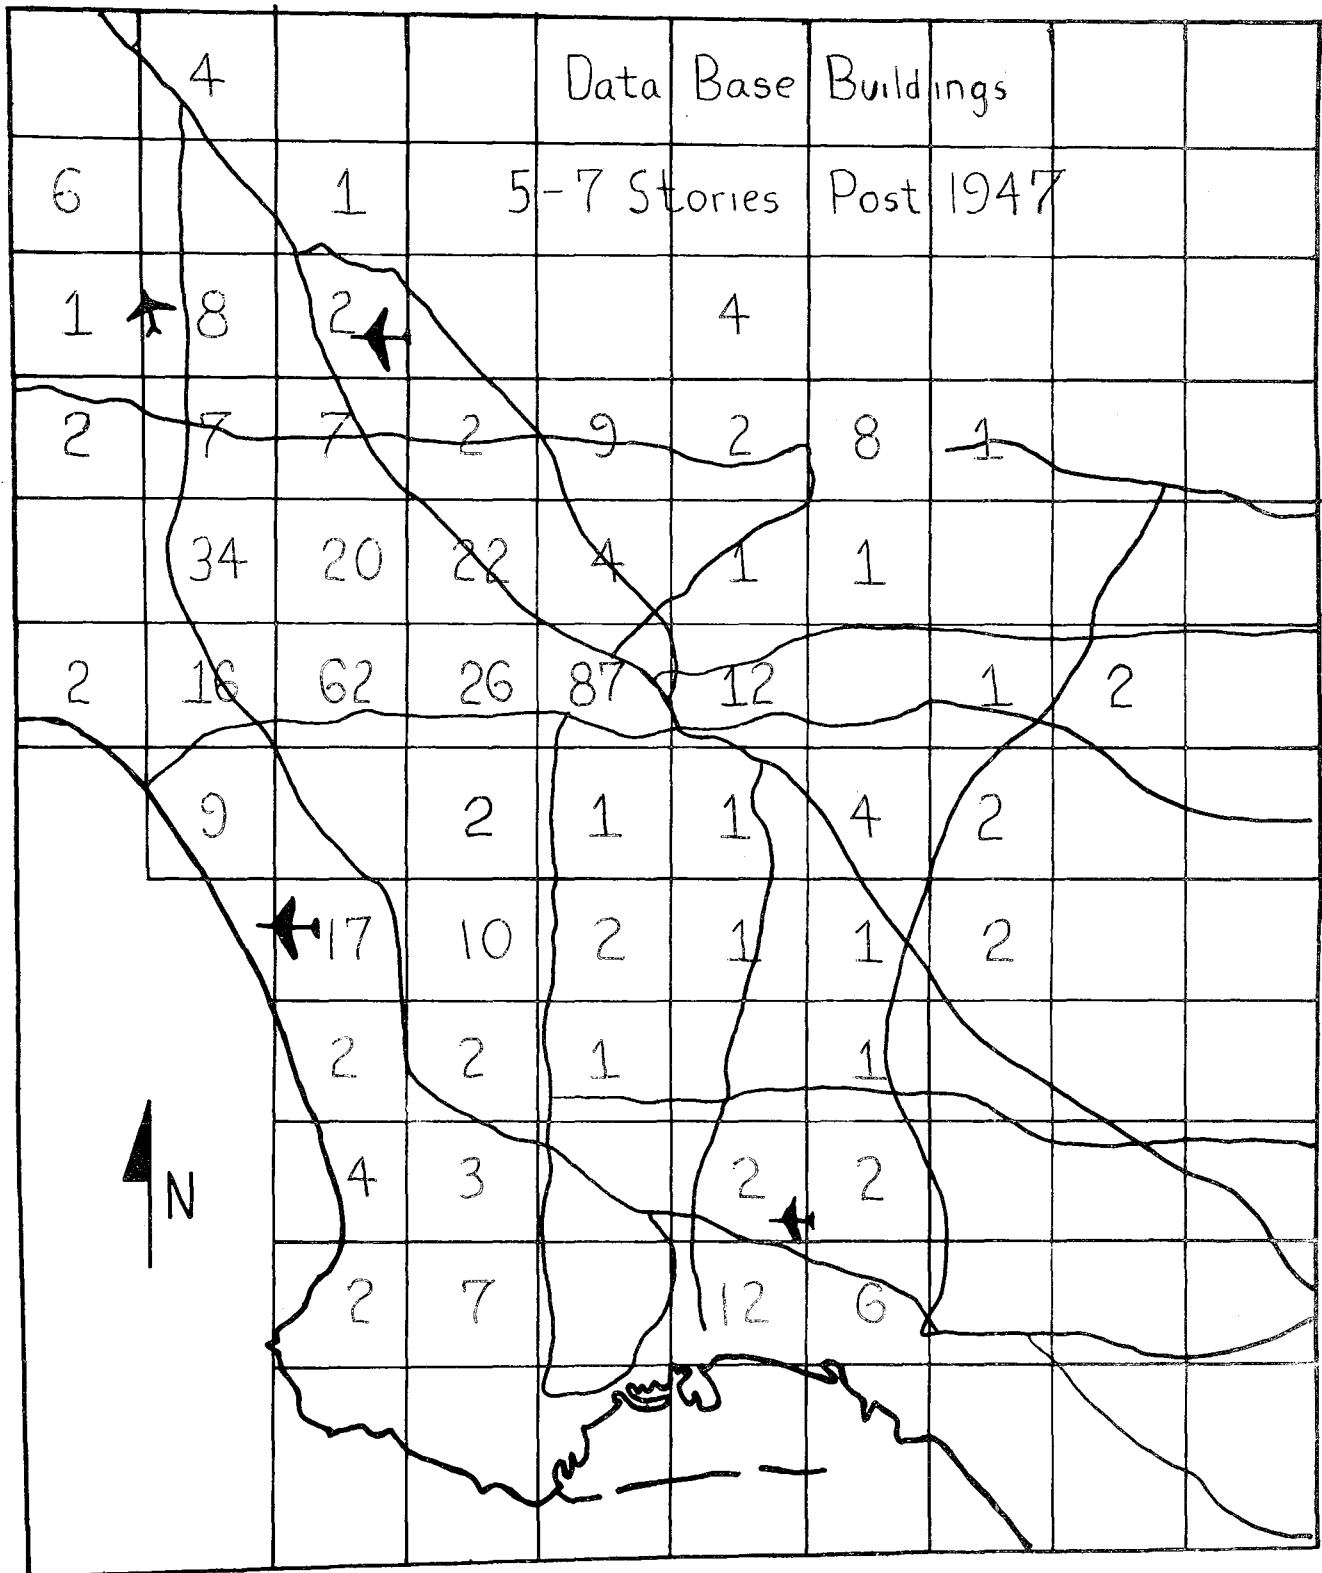 4 Data Base Buildings
6 1 5-7 Stories Post 1947
1 8 2 4
2 7 7 2 9 2 8 1
34 20 22 4 1 1
2 16 62 26 87 12 1 2
9 2 1 1 4 2
17 10 2 1 1 2
2 2 1 1
4 3 2 2
N
2 7 12 6